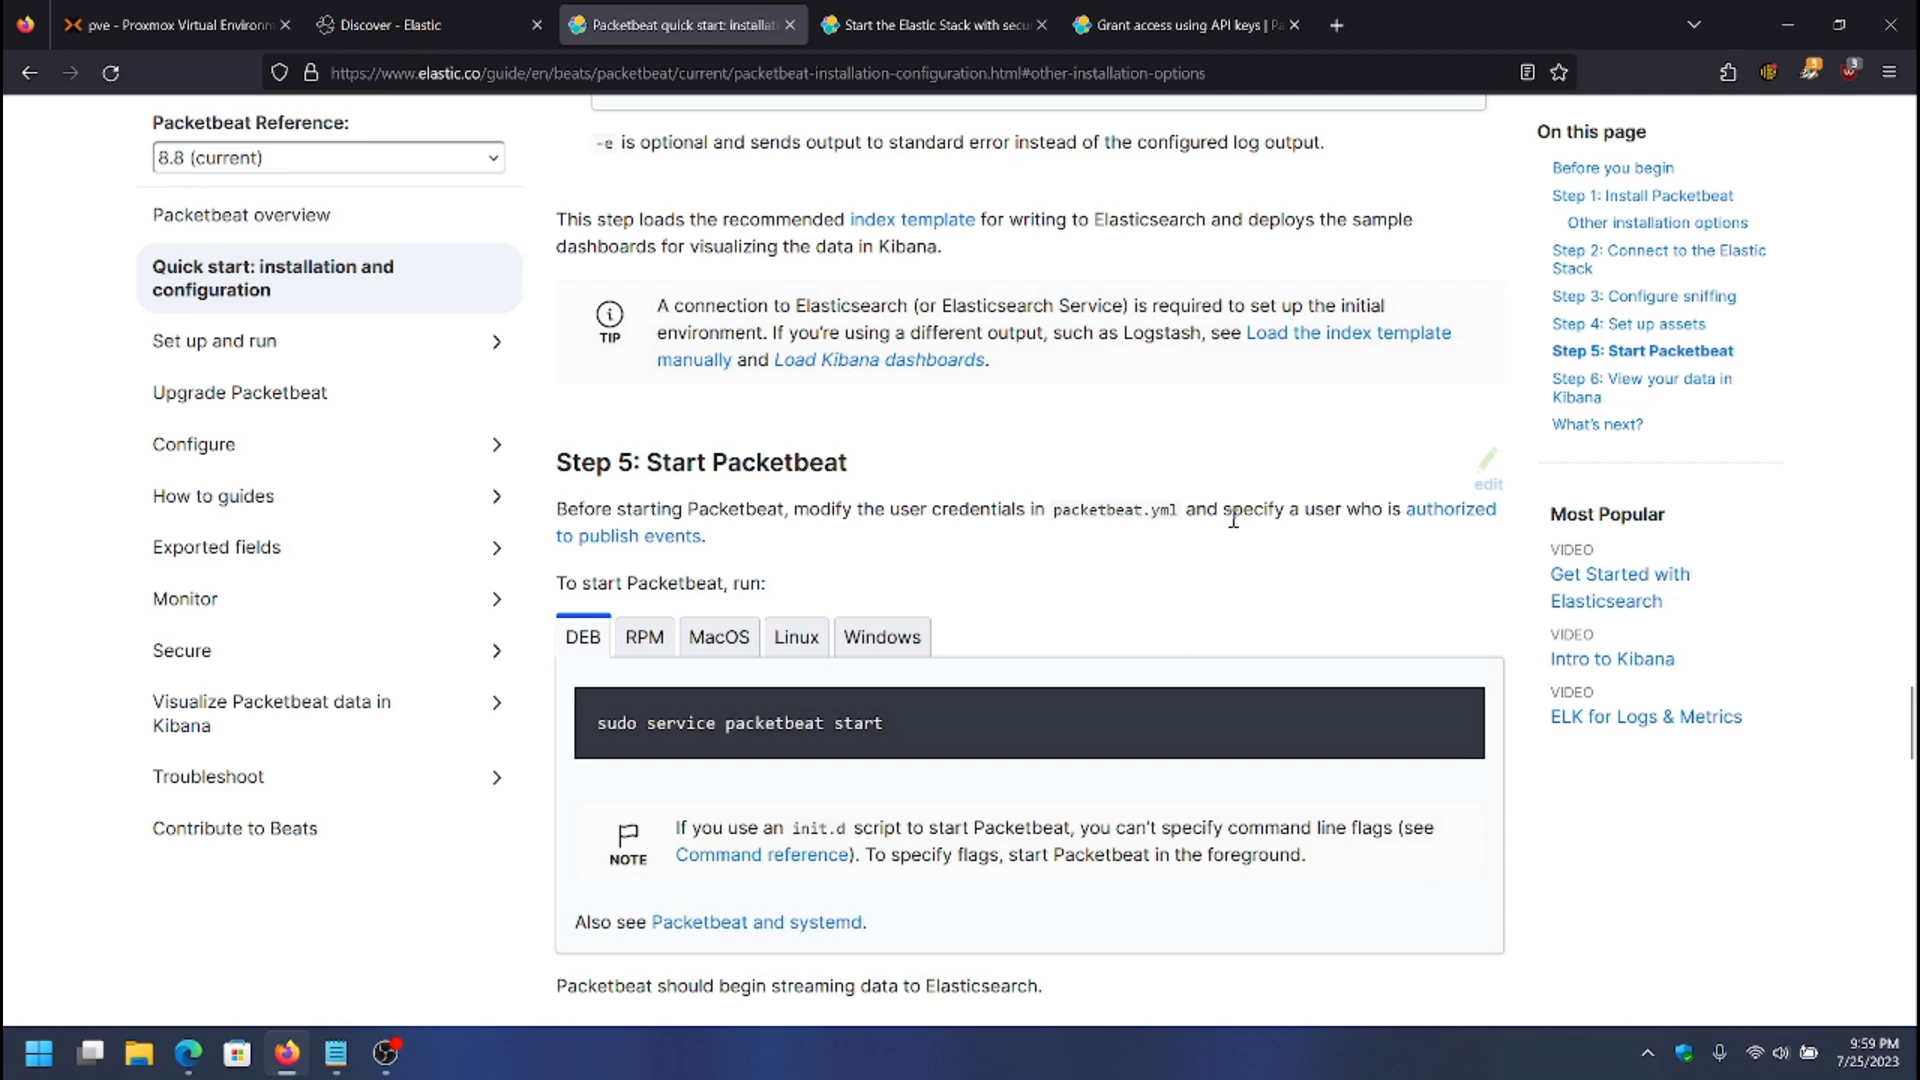 pve - Proxmox Virtual Environm
Discover - Elastic
Packetbeat quick start: installati
Start the Elastic Stack with secu
Grant access using API keys | Pa
https://www.elastic.co/guide/en/beats/packetbeat/current/packetbeat-installation-configuration.html#other-installation-options
Packetbeat Reference:
8.8 (current)
Packetbeat overview
Quick start: installation and
configuration
Set up and run
Upgrade Packetbeat
Configure
How to guides
Exported fields
Monitor
Secure
Visualize Packetbeat data in
Kibana
Troubleshoot
Contribute to Beats
-e is optional and sends output to standard error instead of the configured log output.
This step loads the recommended index template for writing to Elasticsearch and deploys the sample
dashboards for visualizing the data in Kibana.
TIP
A connection to Elasticsearch (or Elasticsearch Service) is required to set up the initial
environment. If you're using a different output, such as Logstash, see Load the index template
manually and Load Kibana dashboards.
Step 5: Start Packetbeat
edit
Before starting Packetbeat, modify the user credentials in packetbeat.yml and specify a user who is authorized
to publish events.
To start Packetbeat, run:
DEB RPM MacOS Linux Windows
sudo service packetbeat start
NOTE
If you use an init.d script to start Packetbeat, you can't specify command line flags (see
Command reference). To specify flags, start Packetbeat in the foreground.
Also see Packetbeat and systemd.
Packetbeat should begin streaming data to Elasticsearch.
On this page
Before you begin
Step 1: Install Packetbeat
Other installation options
Step 2: Connect to the Elastic
Stack
Step 3: Configure sniffing
Step 4: Set up assets
Step 5: Start Packetbeat
Step 6: View your data in
Kibana
What's next?
Most Popular
VIDEO
Get Started with
Elasticsearch
VIDEO
Intro to Kibana
VIDEO
ELK for Logs & Metrics
9:59 PM
7/25/2023